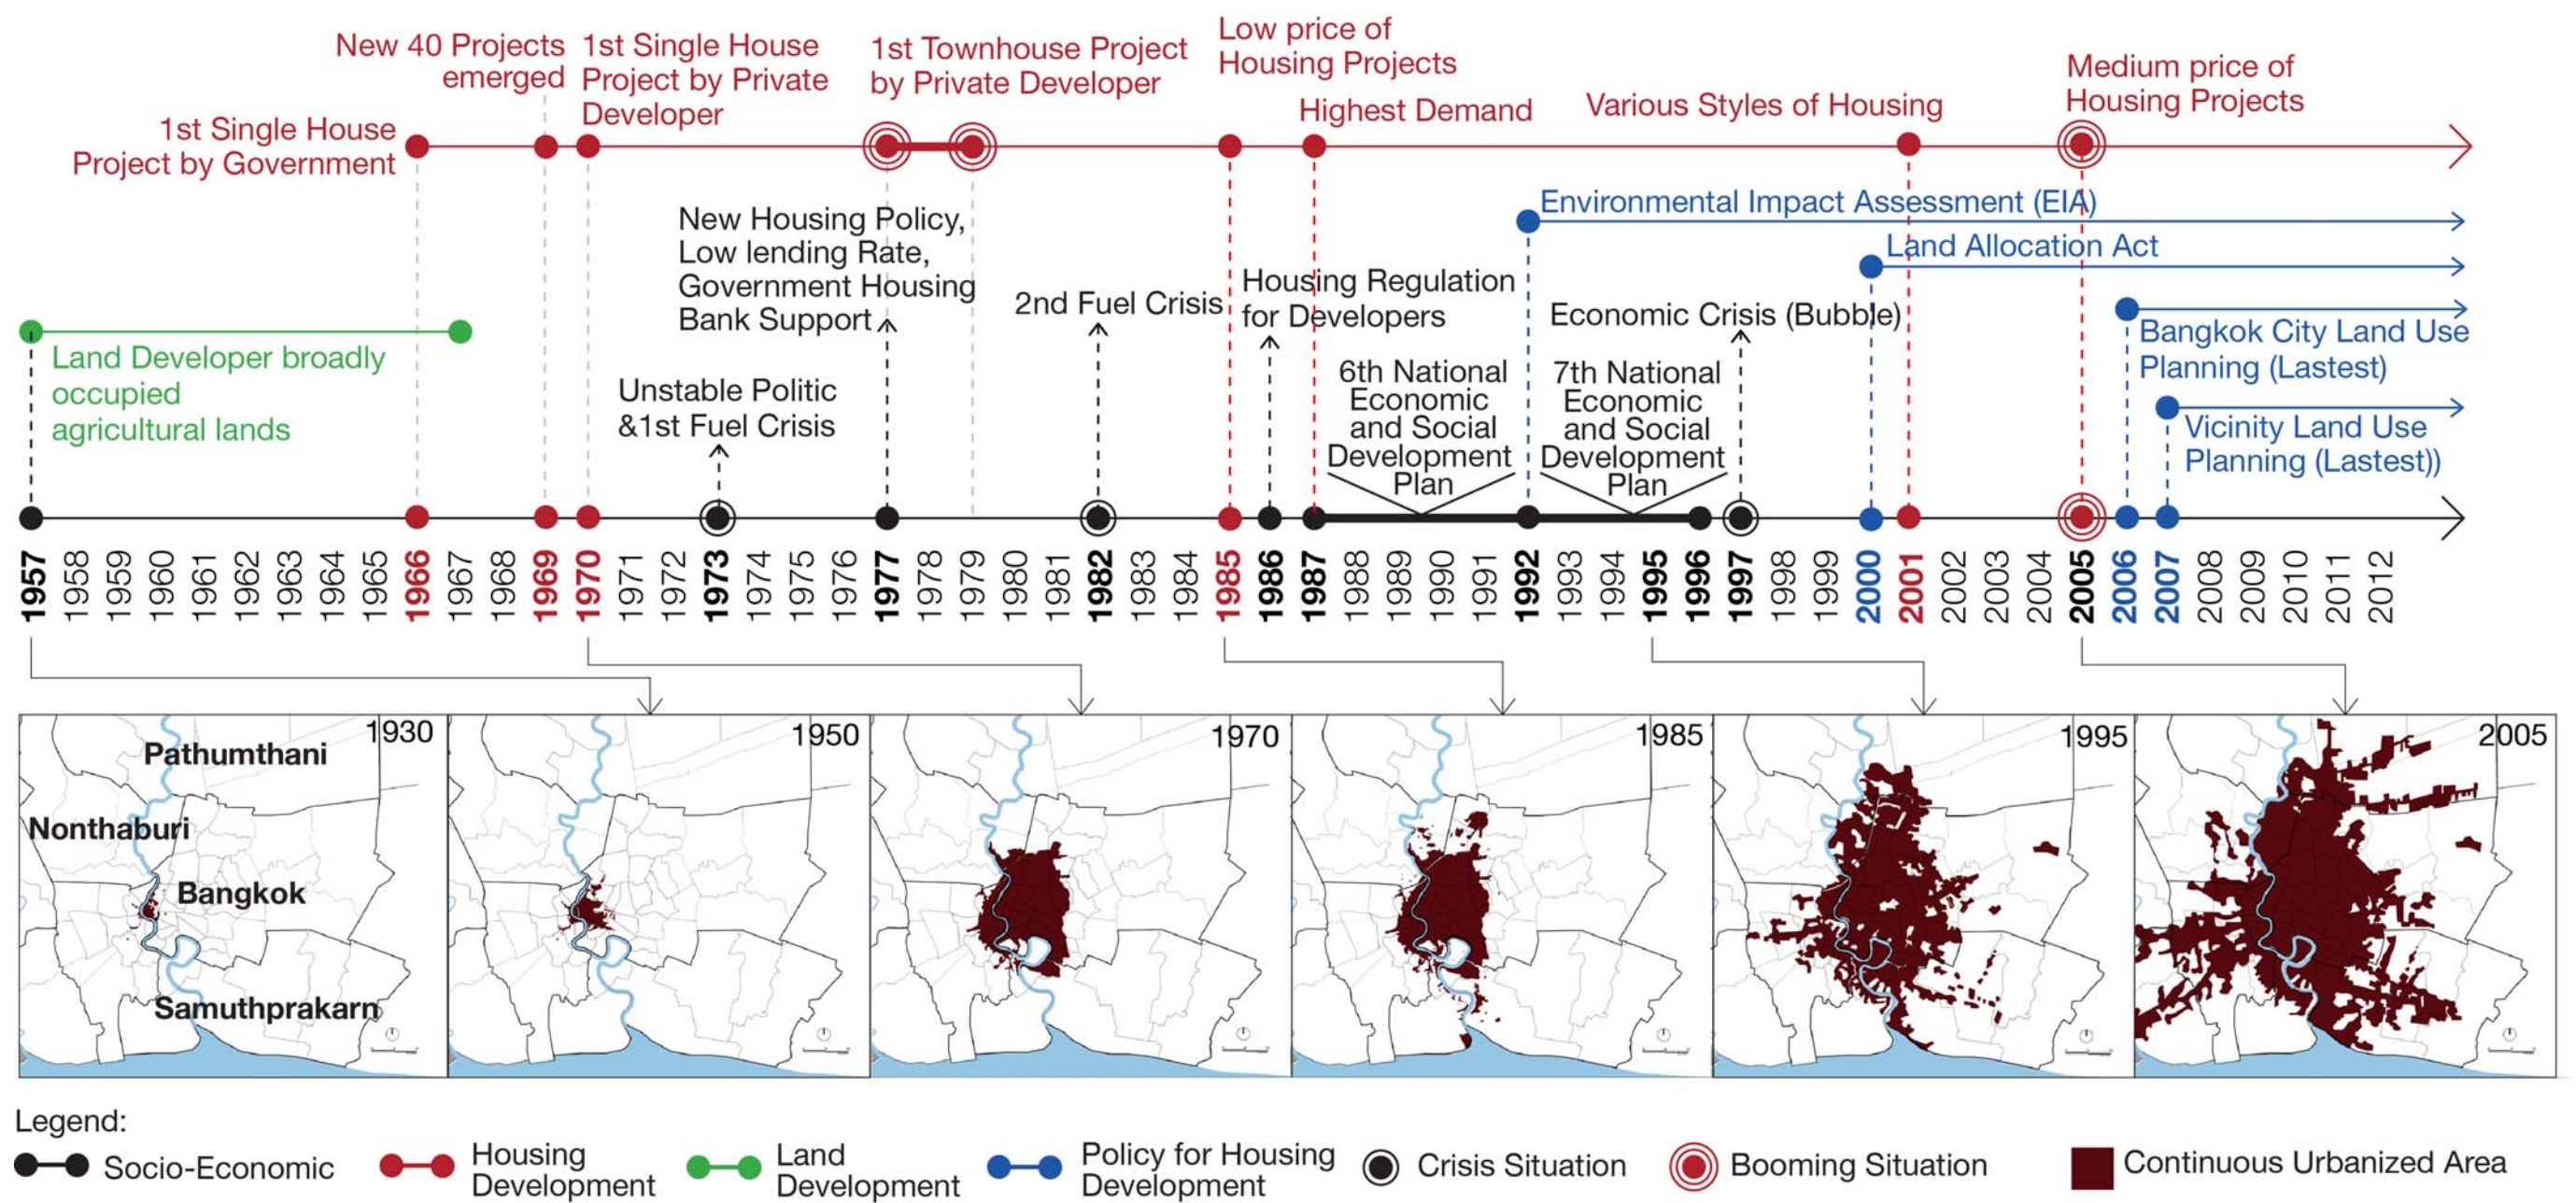 New 40 Projects
emerged
1st Single House
Project by Private
Developer
1st Townhouse Project
by Private Developer
Low price of
Housing Projects
Highest Demand
Various Styles of Housing
Medium price of
Housing Projects
1st Single House
Project by Government
Environmental Impact Assessment (EIA)
Land Allocation Act
New Housing Policy,
Low lending Rate,
Government Housing
Bank Support
2nd Fuel Crisis
Housing Regulation
for Developers
Economic Crisis (Bubble)
Bangkok City Land Use
Planning (Lastest)
Land Developer broadly
occupied
agricultural lands
Unstable Politic
&1st Fuel Crisis
6th National
Economic
and Social
Development
Plan
7th National
Economic
and Social
Development
Plan
Vicinity Land Use
Planning (Lastest))
1957
1958
1959
1960
1961
1962
1963
1964
1965
1966
1967
1968
1969
1970
1971
1972
1973
1974
1975
1976
1977
1978
1979
1980
1981
1982
1983
1984
1985
1986
1987
1988
1989
1990
1991
1992
1993
1994
1995
1996
1997
1998
1999
2000
2001
2002
2003
2004
2005
2006
2007
2008
2009
2010
2011
2012
1930
Pathumthani
Nonthaburi
Bangkok
Samuthprakarn
1950
1970
1985
1995
2005
Legend:
Socio-Economic
Housing
Development
Land
Development
Policy for Housing
Development
Crisis Situation
Booming Situation
Continuous Urbanized Area